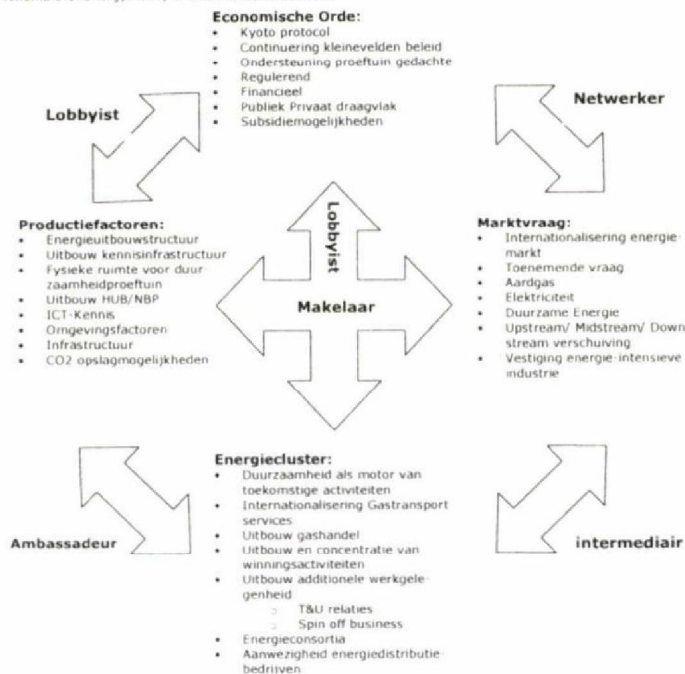 Economische Orde:
• Kyoto protocol
• Continuering kleinevelden beleid
• Ondersteuning proeftuin gedachte
• Regulerend
• Financieel
• Publiek Privaat draagvlak
• Subsidiemogelijkheden
Lobbyist
Netwerker
Productiefactoren:
• Energieuitbouwstructuur
• Uitbouw kennisinfrastructuur
• Fysieke ruimte voor duur
zaamheidproeftuin
• Uitbouw HUB/NBP
• ICT-Kennis
• Omgevingsfactoren
• Infrastructuur
• CO2 opslagmogelijkheden
Lobbyist
Makelaar
Marktvraag:
• Internationalisering energie-
markt
• Toenemende vraag
• Aardgas
• Elektriciteit
• Duurzame Energie
• Upstream/ Midstream/ Down
stream verschuiving
• Vestiging energie-intensieve
industrie
Ambassadeur
Energiecluster:
• Duurzaamheid als motor van
toekomstige activiteiten
• Internationalisering Gastransport
services
• Uitbouw gashandel
• Uitbouw en concentratie van
winningsactiviteiten
• Uitbouw additionele werkgele-
genheid
○ T&U relaties
○ Spin off business
• Energieconsortia
• Aanwezigheid energiedistributie-
bedrijven
intermediair